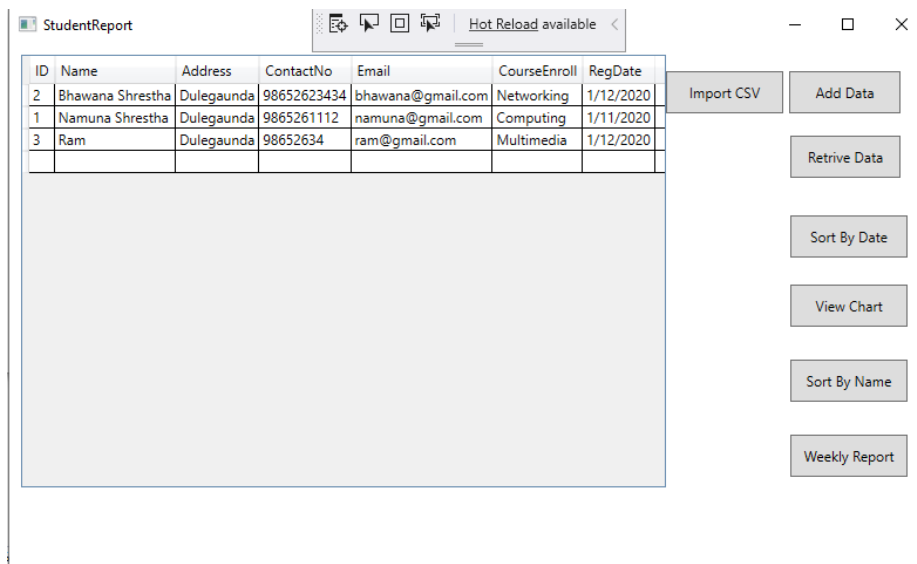 StudentReport
Hot Reload available
ID Name Address ContactNo Email CourseEnroll RegDate
2 Bhawana Shrestha Dulegaunda 98652623434 bhawana@gmail.com Networking 1/12/2020
1 Namuna Shrestha Dulegaunda 9865261112 namuna@gmail.com Computing 1/11/2020
3 Ram Dulegaunda 98652634 ram@gmail.com Multimedia 1/12/2020
Import CSV
Add Data
Retrive Data
Sort By Date
View Chart
Sort By Name
Weekly Report